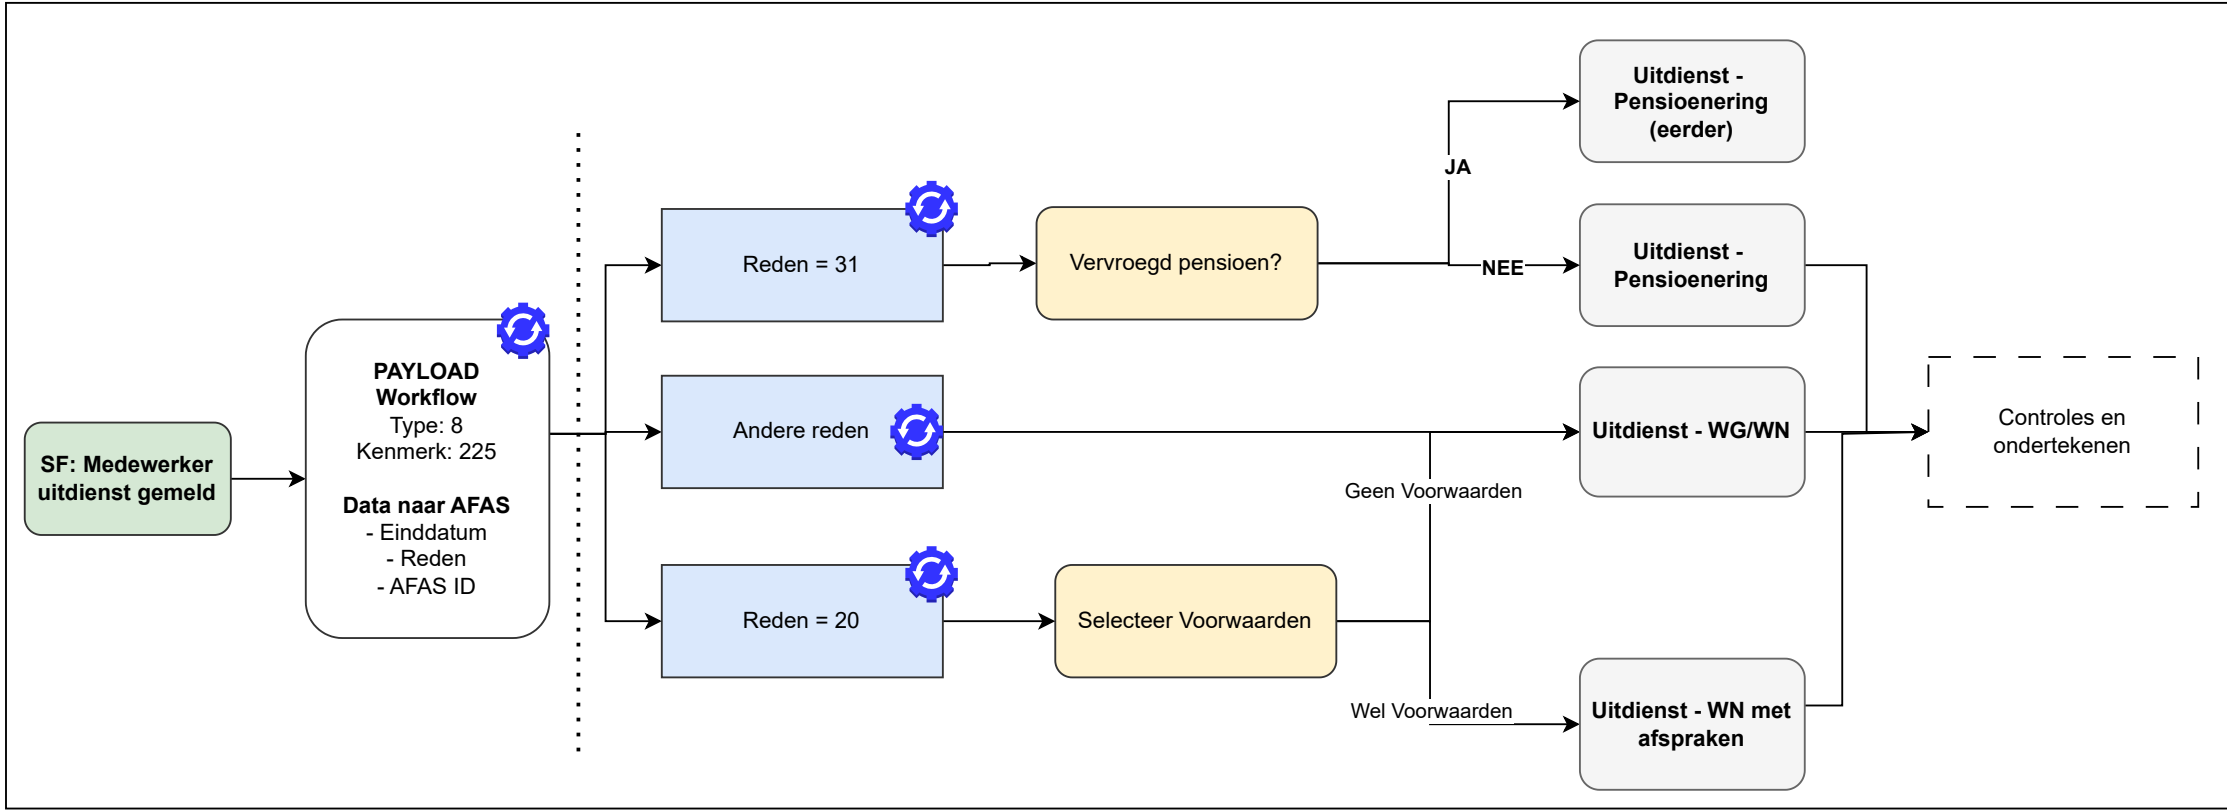 SF: Medewerker
uitdienst gemeld
PAYLOAD
Workflow
Type: 8
Kenmerk: 225
Data naar AFAS
- Einddatum
- Reden
- AFAS ID
Reden = 31
Vervroegd pensioen?
JA
NEE
Uitdienst -
Pensioenering
(eerder)
Uitdienst -
Pensioenering
Andere reden
Uitdienst - WG/WN
Reden = 20
Selecteer Voorwaarden
Geen Voorwaarden
Wel Voorwaarden
Uitdienst - WN met
afspraken
Controles en
ondertekenen